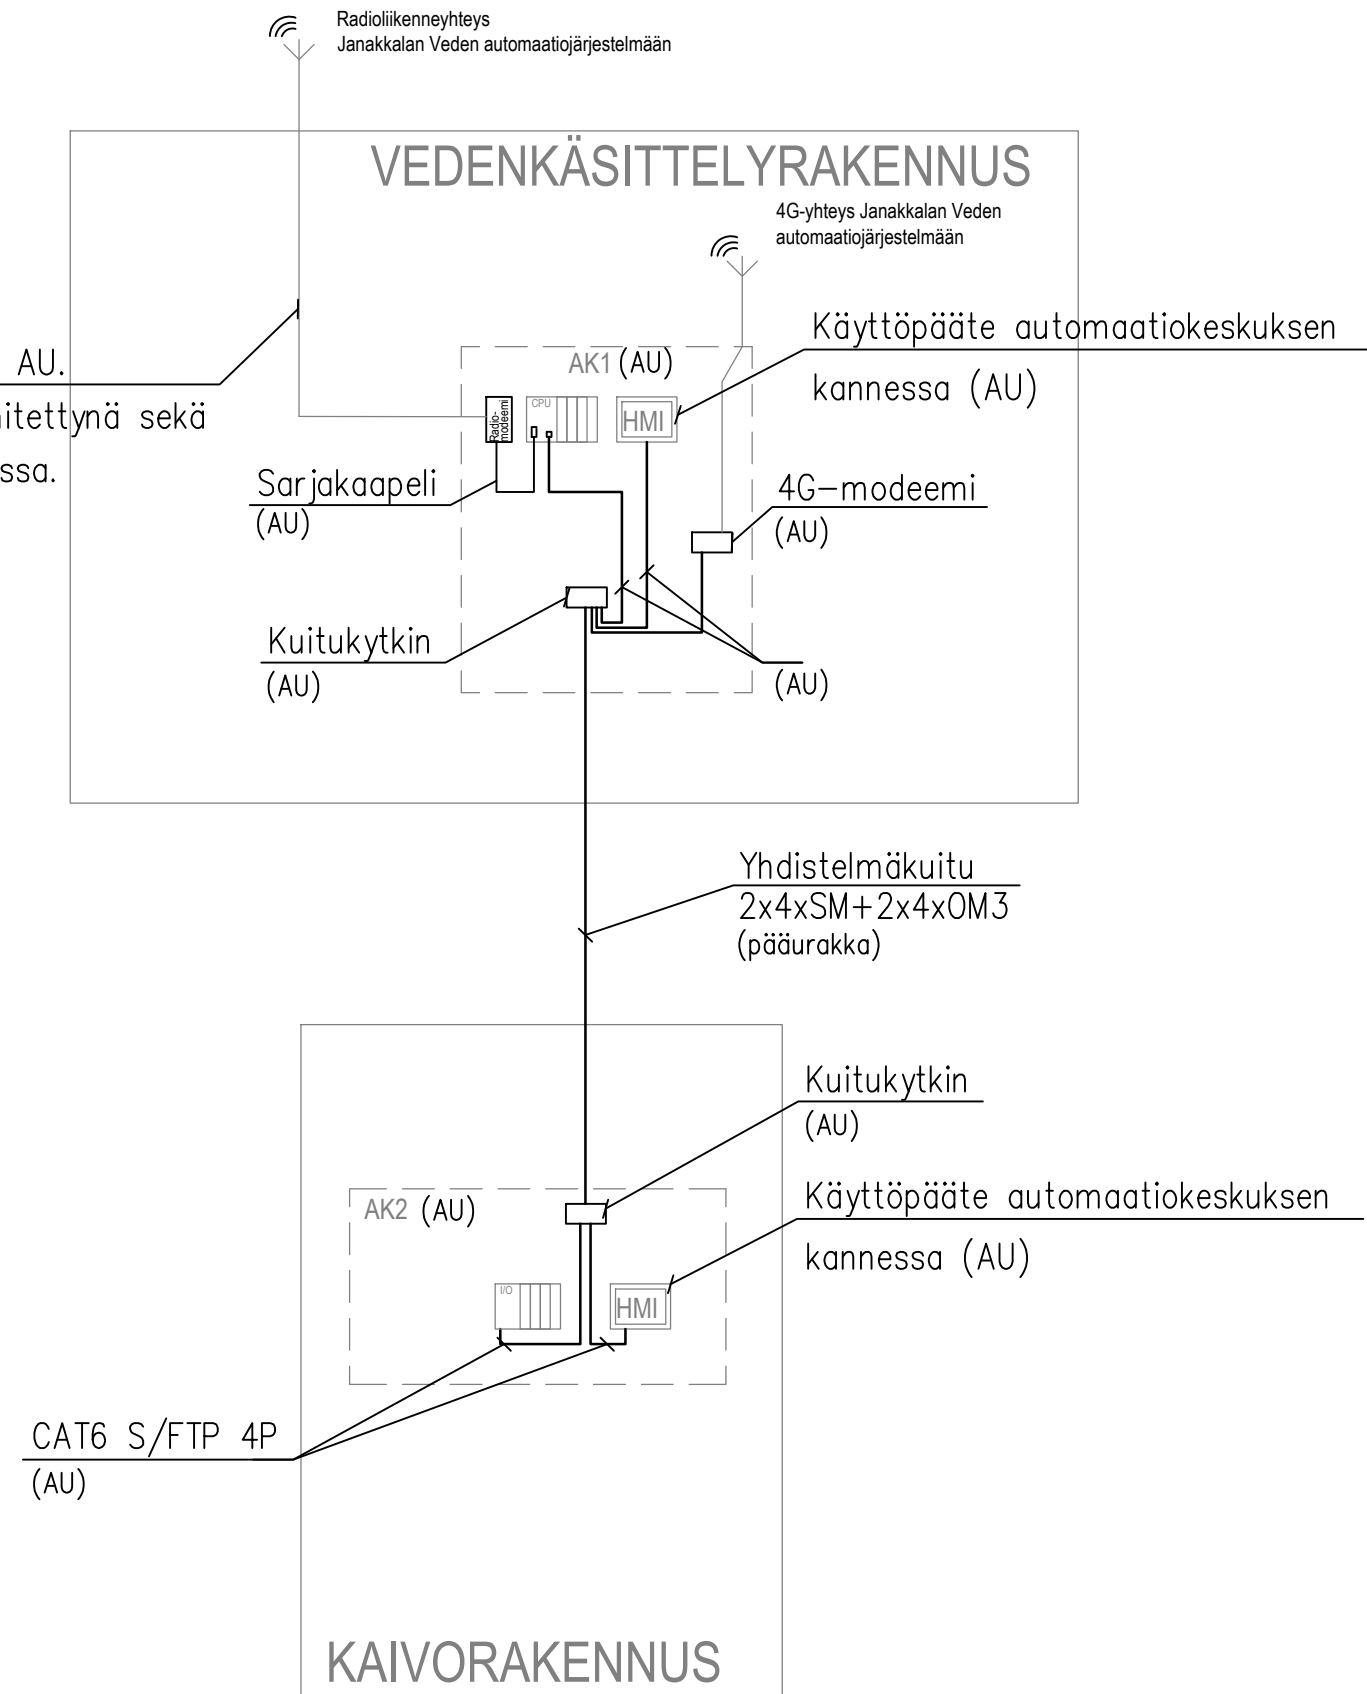 Radioliikenneyhteys
Janakkalan Veden automaatiojärjestelmään
VEDENKÄSITTELYRAKENNUS
4G-yhteys Janakkalan Veden
automaatiojärjestelmään
Käyttöpääte automaatiokeskuksen
kannessa (AU)
AU.
itettynä sekä
ssa.
AK1 (AU)
Radio-
modeemi
CPU
HMI
Sarjakaapeli
(AU)
4G-modeemi
(AU)
Kuitukytkin
(AU)
(AU)
Yhdistelmäkuitu
2x4xSM+2x4xOM3
(pääurakka)
Kuitukytkin
(AU)
AK2 (AU)
Käyttöpääte automaatiokeskuksen
kannessa (AU)
I/O
HMI
CAT6 S/FTP 4P
(AU)
KAIVORAKENNUS